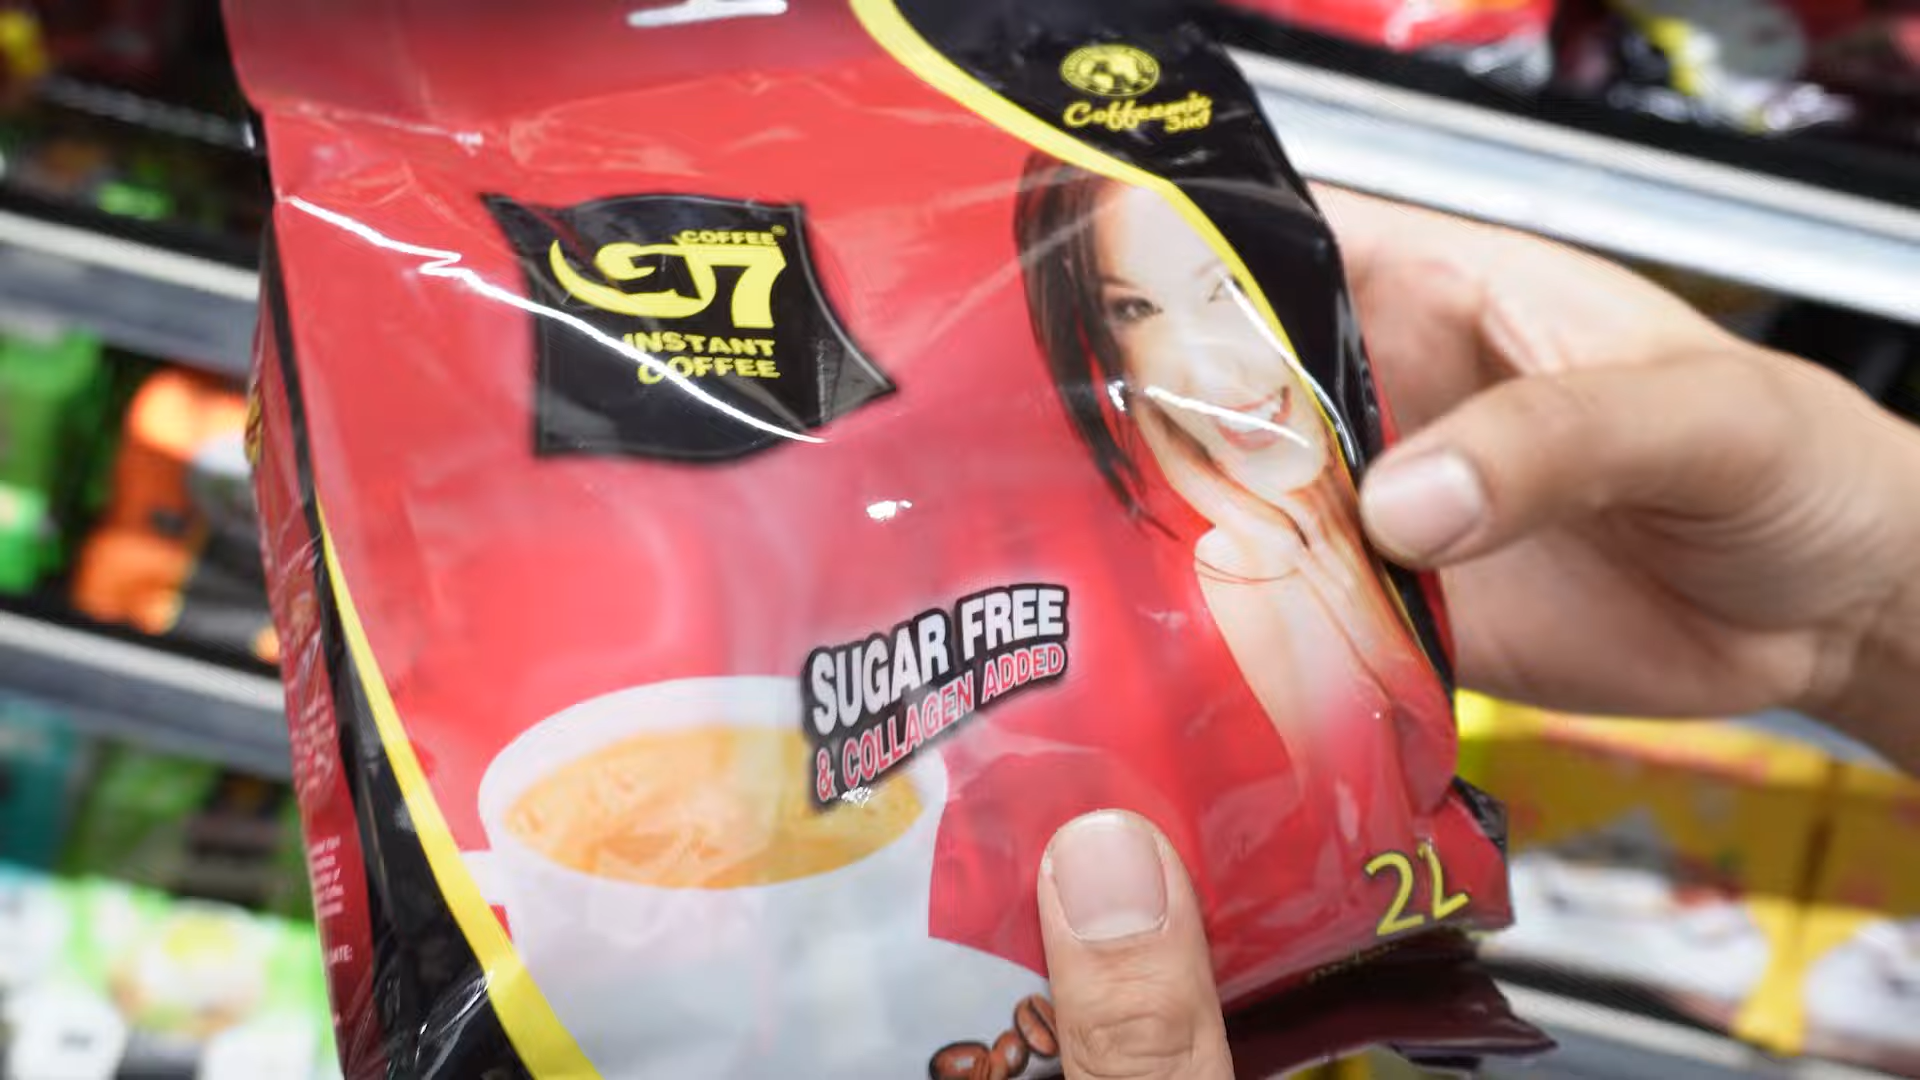 Coffeemix
3in1
COFFEE
G7
INSTANT
COFFEE
SUGAR FREE
& COLLAGEN ADDED
22